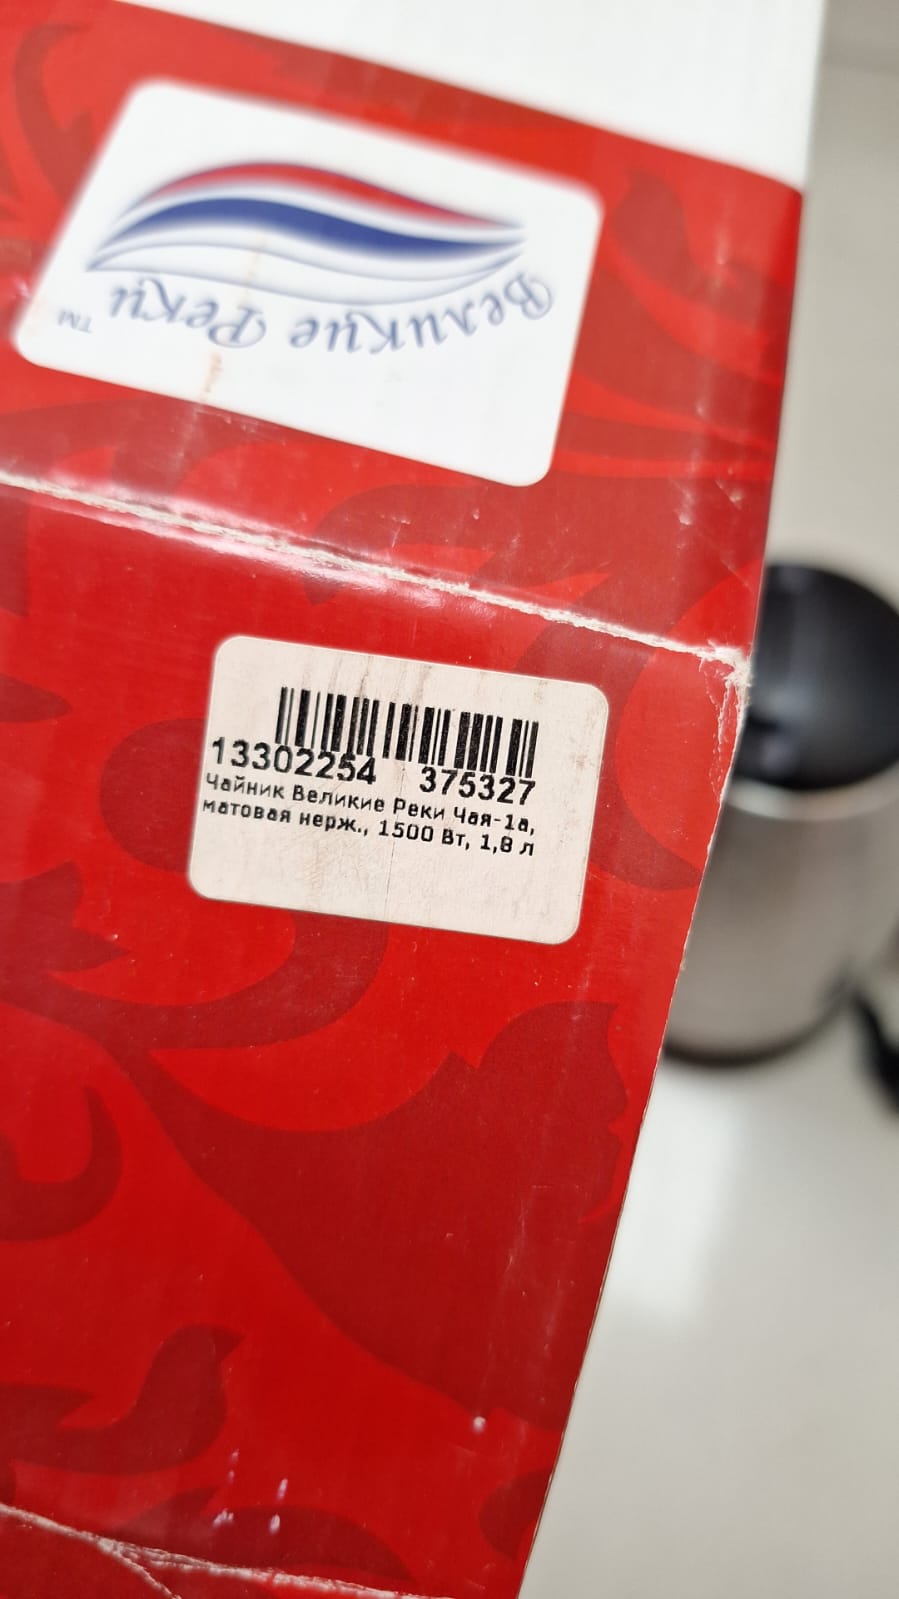 Великие Реки ™
13302254 375327
Чайник Великие Реки Чая-1а,
матовая нерж., 1500 Вт, 1,8 л